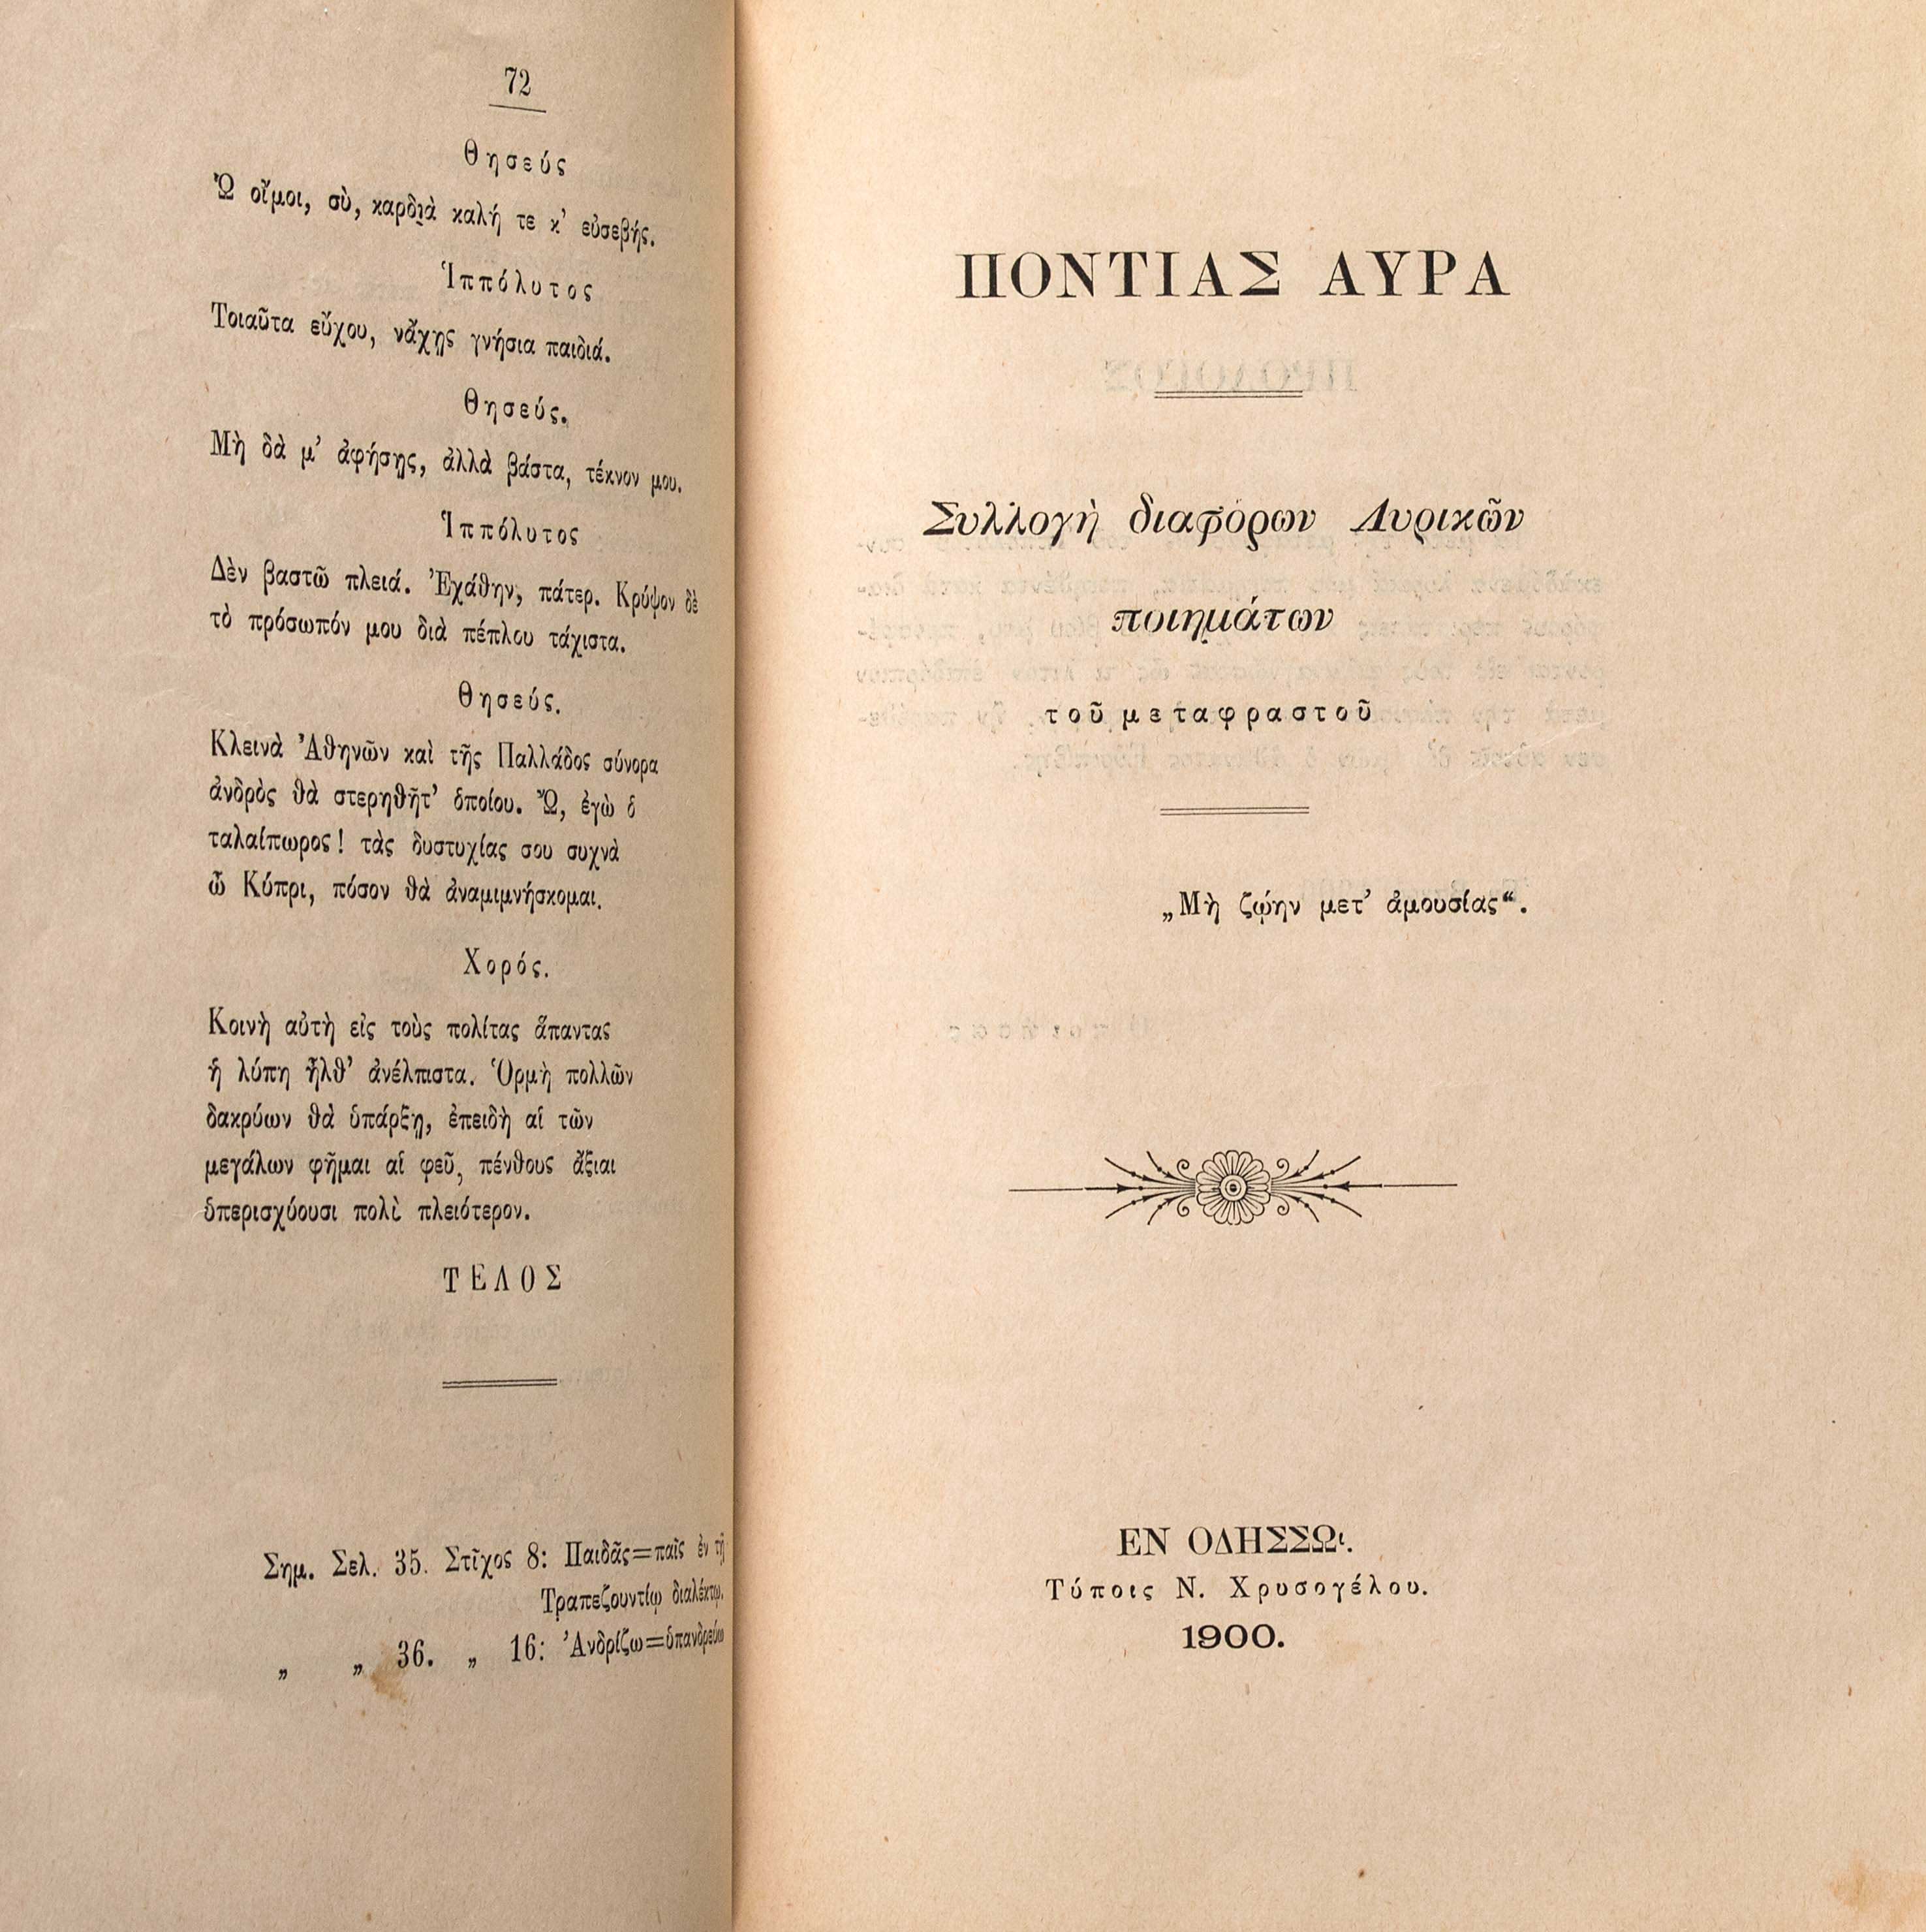 72
Θησεύς
Ὢ οἴμοι, σὺ, καρδιὰ καλή τε κ’ εὐσεβής.
Ἱππόλυτος
Τοιαῦτα εὔχου, νἄχῃς γνήσια παιδιά.
Θησεύς.
Μὴ δὰ μ’ ἀφήσῃς, ἀλλὰ βάστα, τέκνον μου.
Ἱππόλυτος
Δὲν βαστῶ πλειά. Ἐχάθην, πάτερ. Κρύψον δὲ
τὸ πρόσωπόν μου διὰ πέπλου τάχιστα.
Θησεύς.
Κλεινὰ Ἀθηνῶν καὶ τῆς Παλλάδος σύνορα
ἀνδρὸς θὰ στερηθῆτ’ ὁποίου. Ὢ, ἐγὼ ὁ
ταλαίπωρος! τὰς δυστυχίας σου συχνὰ
ὦ Κύπρι, πόσον θὰ ἀναμιμνήσκομαι.
Χορός.
Κοινὴ αὐτὴ εἰς τοὺς πολίτας ἅπαντας
ἡ λύπη ἦλθ’ ἀνέλπιστα. Ὁρμὴ πολλῶν
δακρύων θὰ ὑπάρξῃ, ἐπειδὴ αἱ τῶν
μεγάλων φῆμαι αἱ φεῦ, πένθους ἄξιαι
ὑπερισχύουσι πολὺ πλειότερον.
ΤΕΛΟΣ
Σημ. Σελ. 35. Στῖχος 8: Παιδᾶς=παῖς ἐν τῇ
Τραπεζουντίῳ διαλέκτῳ.
„ „ 36. „ 16: Ἀνδρίζω=ὑπανδρεύω
ΠΟΝΤΙΑΣ ΑΥΡΑ
Συλλογὴ διαφόρων Λυρικῶν
ποιημάτων
τοῦ μεταφραστοῦ
„Μὴ ζῴην μετ’ ἀμουσίας“.
ΕΝ ΟΔΗΣΣΩι.
Τύποις Ν. Χρυσογέλου.
1900.